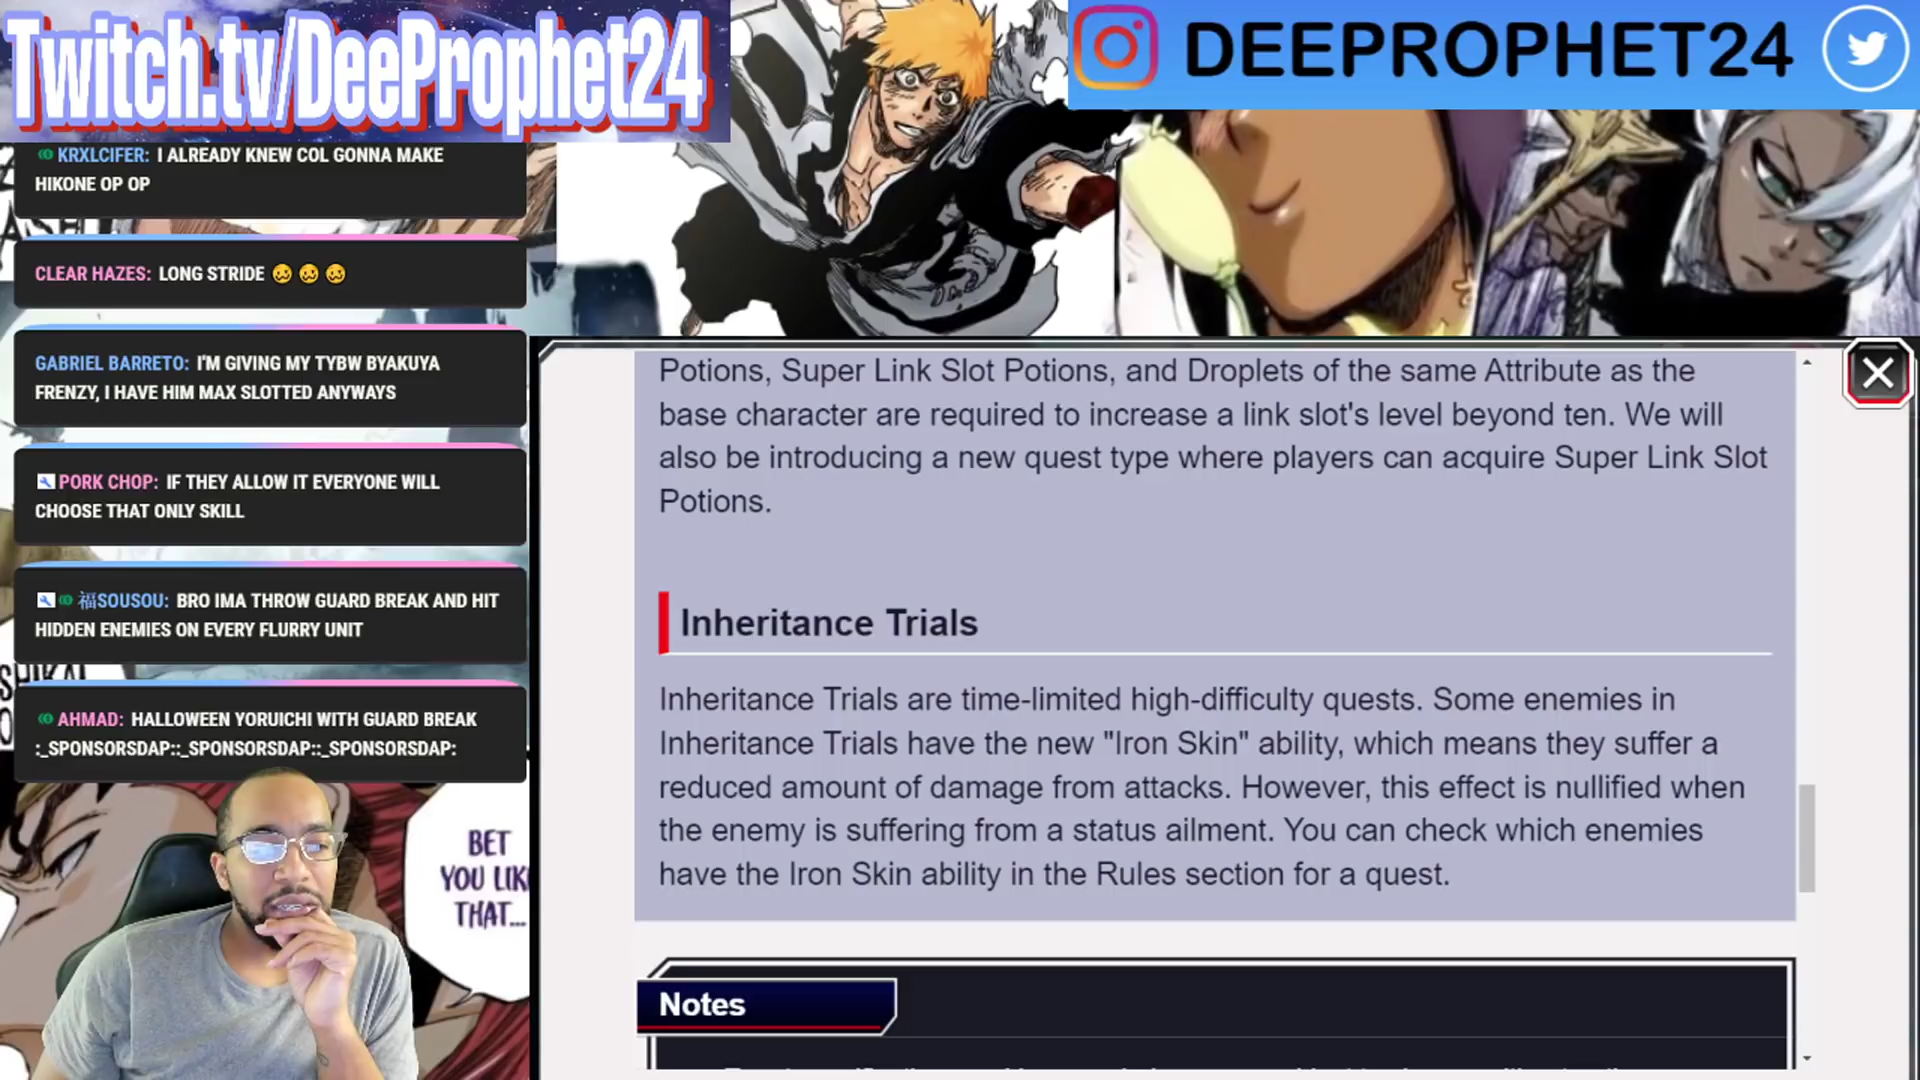 Twitch.tv/DeeProphet24
DEEPROPHET24
KRXLCIFER: I ALREADY KNEW COL GONNA MAKE
HIKONE OP OP
CLEAR HAZES: LONG STRIDE 🥴 🥴 🥴
GABRIEL BARRETO: I'M GIVING MY TYBW BYAKUYA
FRENZY, I HAVE HIM MAX SLOTTED ANYWAYS
PORK CHOP: IF THEY ALLOW IT EVERYONE WILL
CHOOSE THAT ONLY SKILL
福SOUSOU: BRO IMA THROW GUARD BREAK AND HIT
HIDDEN ENEMIES ON EVERY FLURRY UNIT
AHMAD: HALLOWEEN YORUICHI WITH GUARD BREAK
:_SPONSORSDAP::_SPONSORSDAP::_SPONSORSDAP:
BET
YOU LIK
THAT...
Potions, Super Link Slot Potions, and Droplets of the same Attribute as the
base character are required to increase a link slot's level beyond ten. We will
also be introducing a new quest type where players can acquire Super Link Slot
Potions.
Inheritance Trials
Inheritance Trials are time-limited high-difficulty quests. Some enemies in
Inheritance Trials have the new "Iron Skin" ability, which means they suffer a
reduced amount of damage from attacks. However, this effect is nullified when
the enemy is suffering from a status ailment. You can check which enemies
have the Iron Skin ability in the Rules section for a quest.
Notes